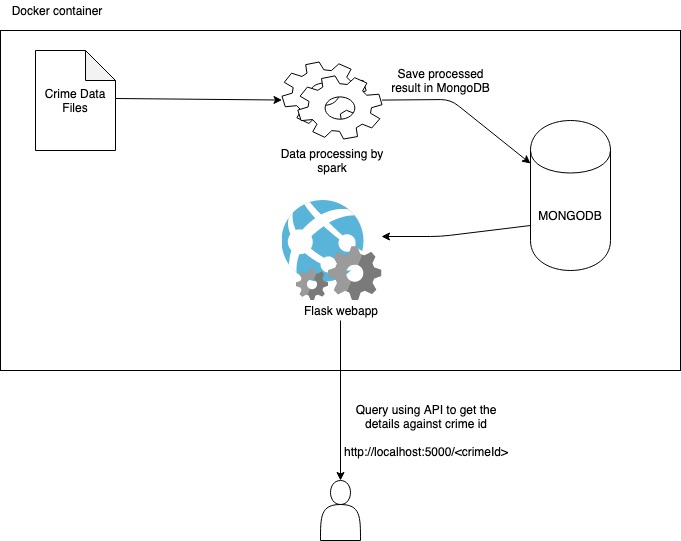 Docker container
Crime Data
Files
Save processed
result in MongoDB
Data processing by
spark
MONGODB
Flask webapp
Query using API to get the
details against crime id
http://localhost:5000/<crimeId>